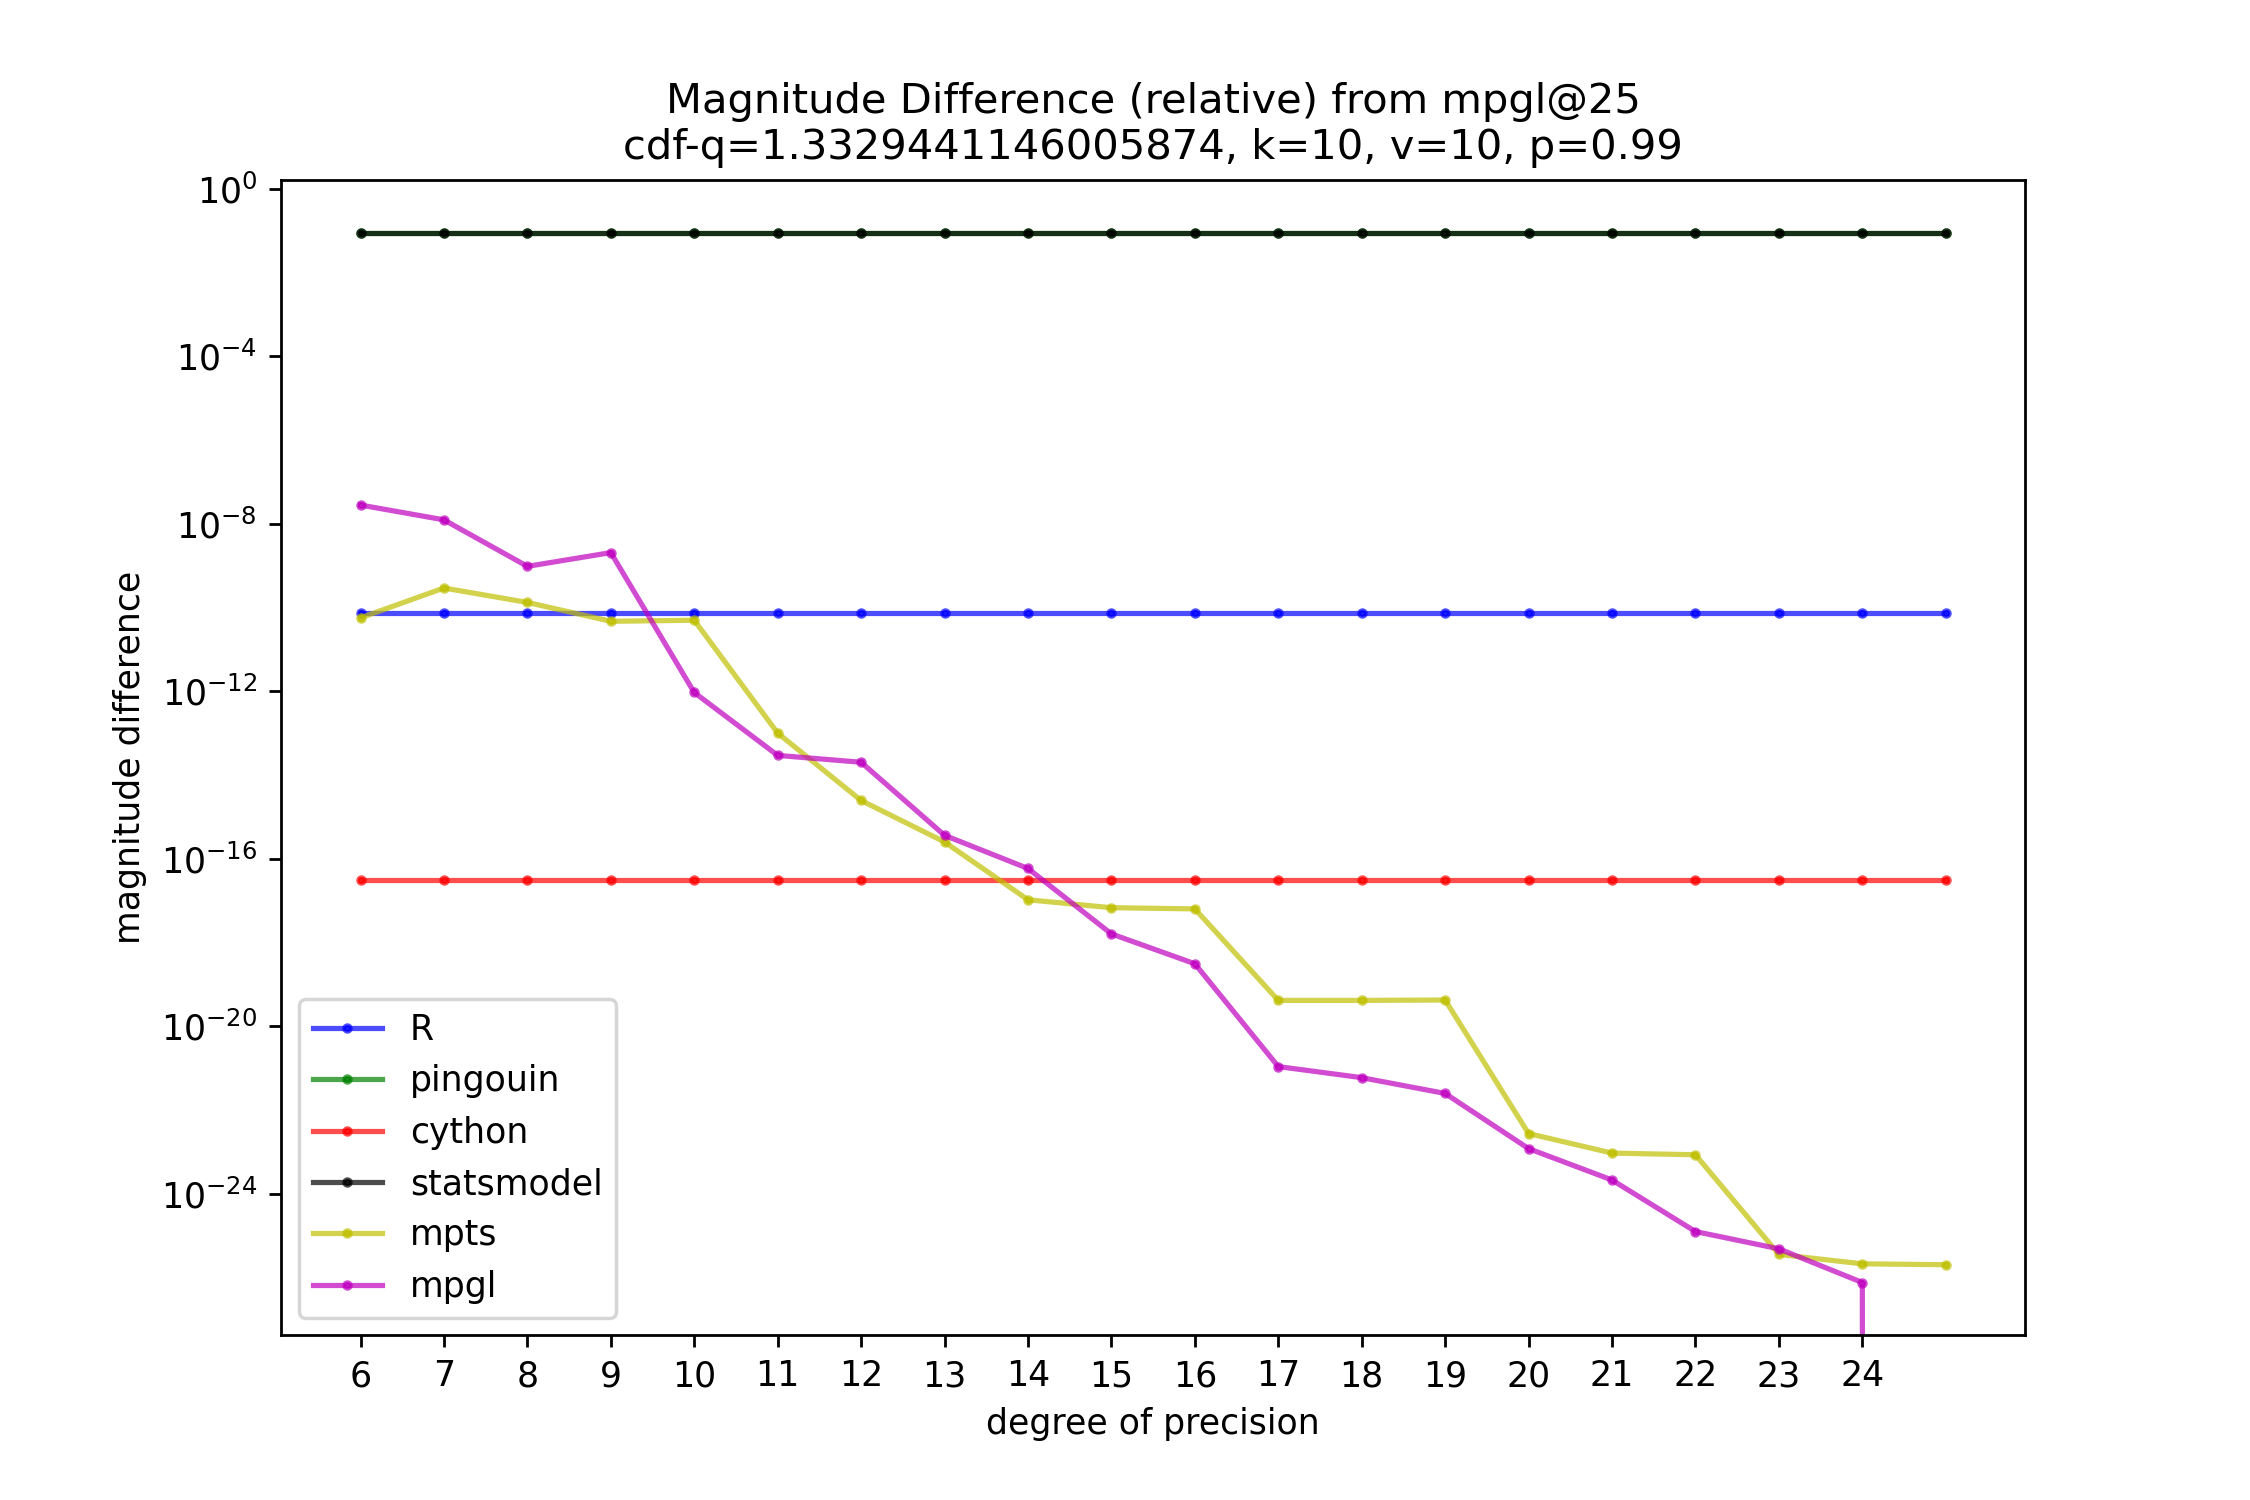 Magnitude Difference (relative) from mpgl@25
cdf-q=1.3329441146005874, k=10, v=10, p=0.99
magnitude difference
10⁰
10⁻⁴
10⁻⁸
10⁻¹²
10⁻¹⁶
10⁻²⁰
10⁻²⁴
R
pingouin
cython
statsmodel
mpts
mpgl
6 7 8 9 10 11 12 13 14 15 16 17 18 19 20 21 22 23 24
degree of precision